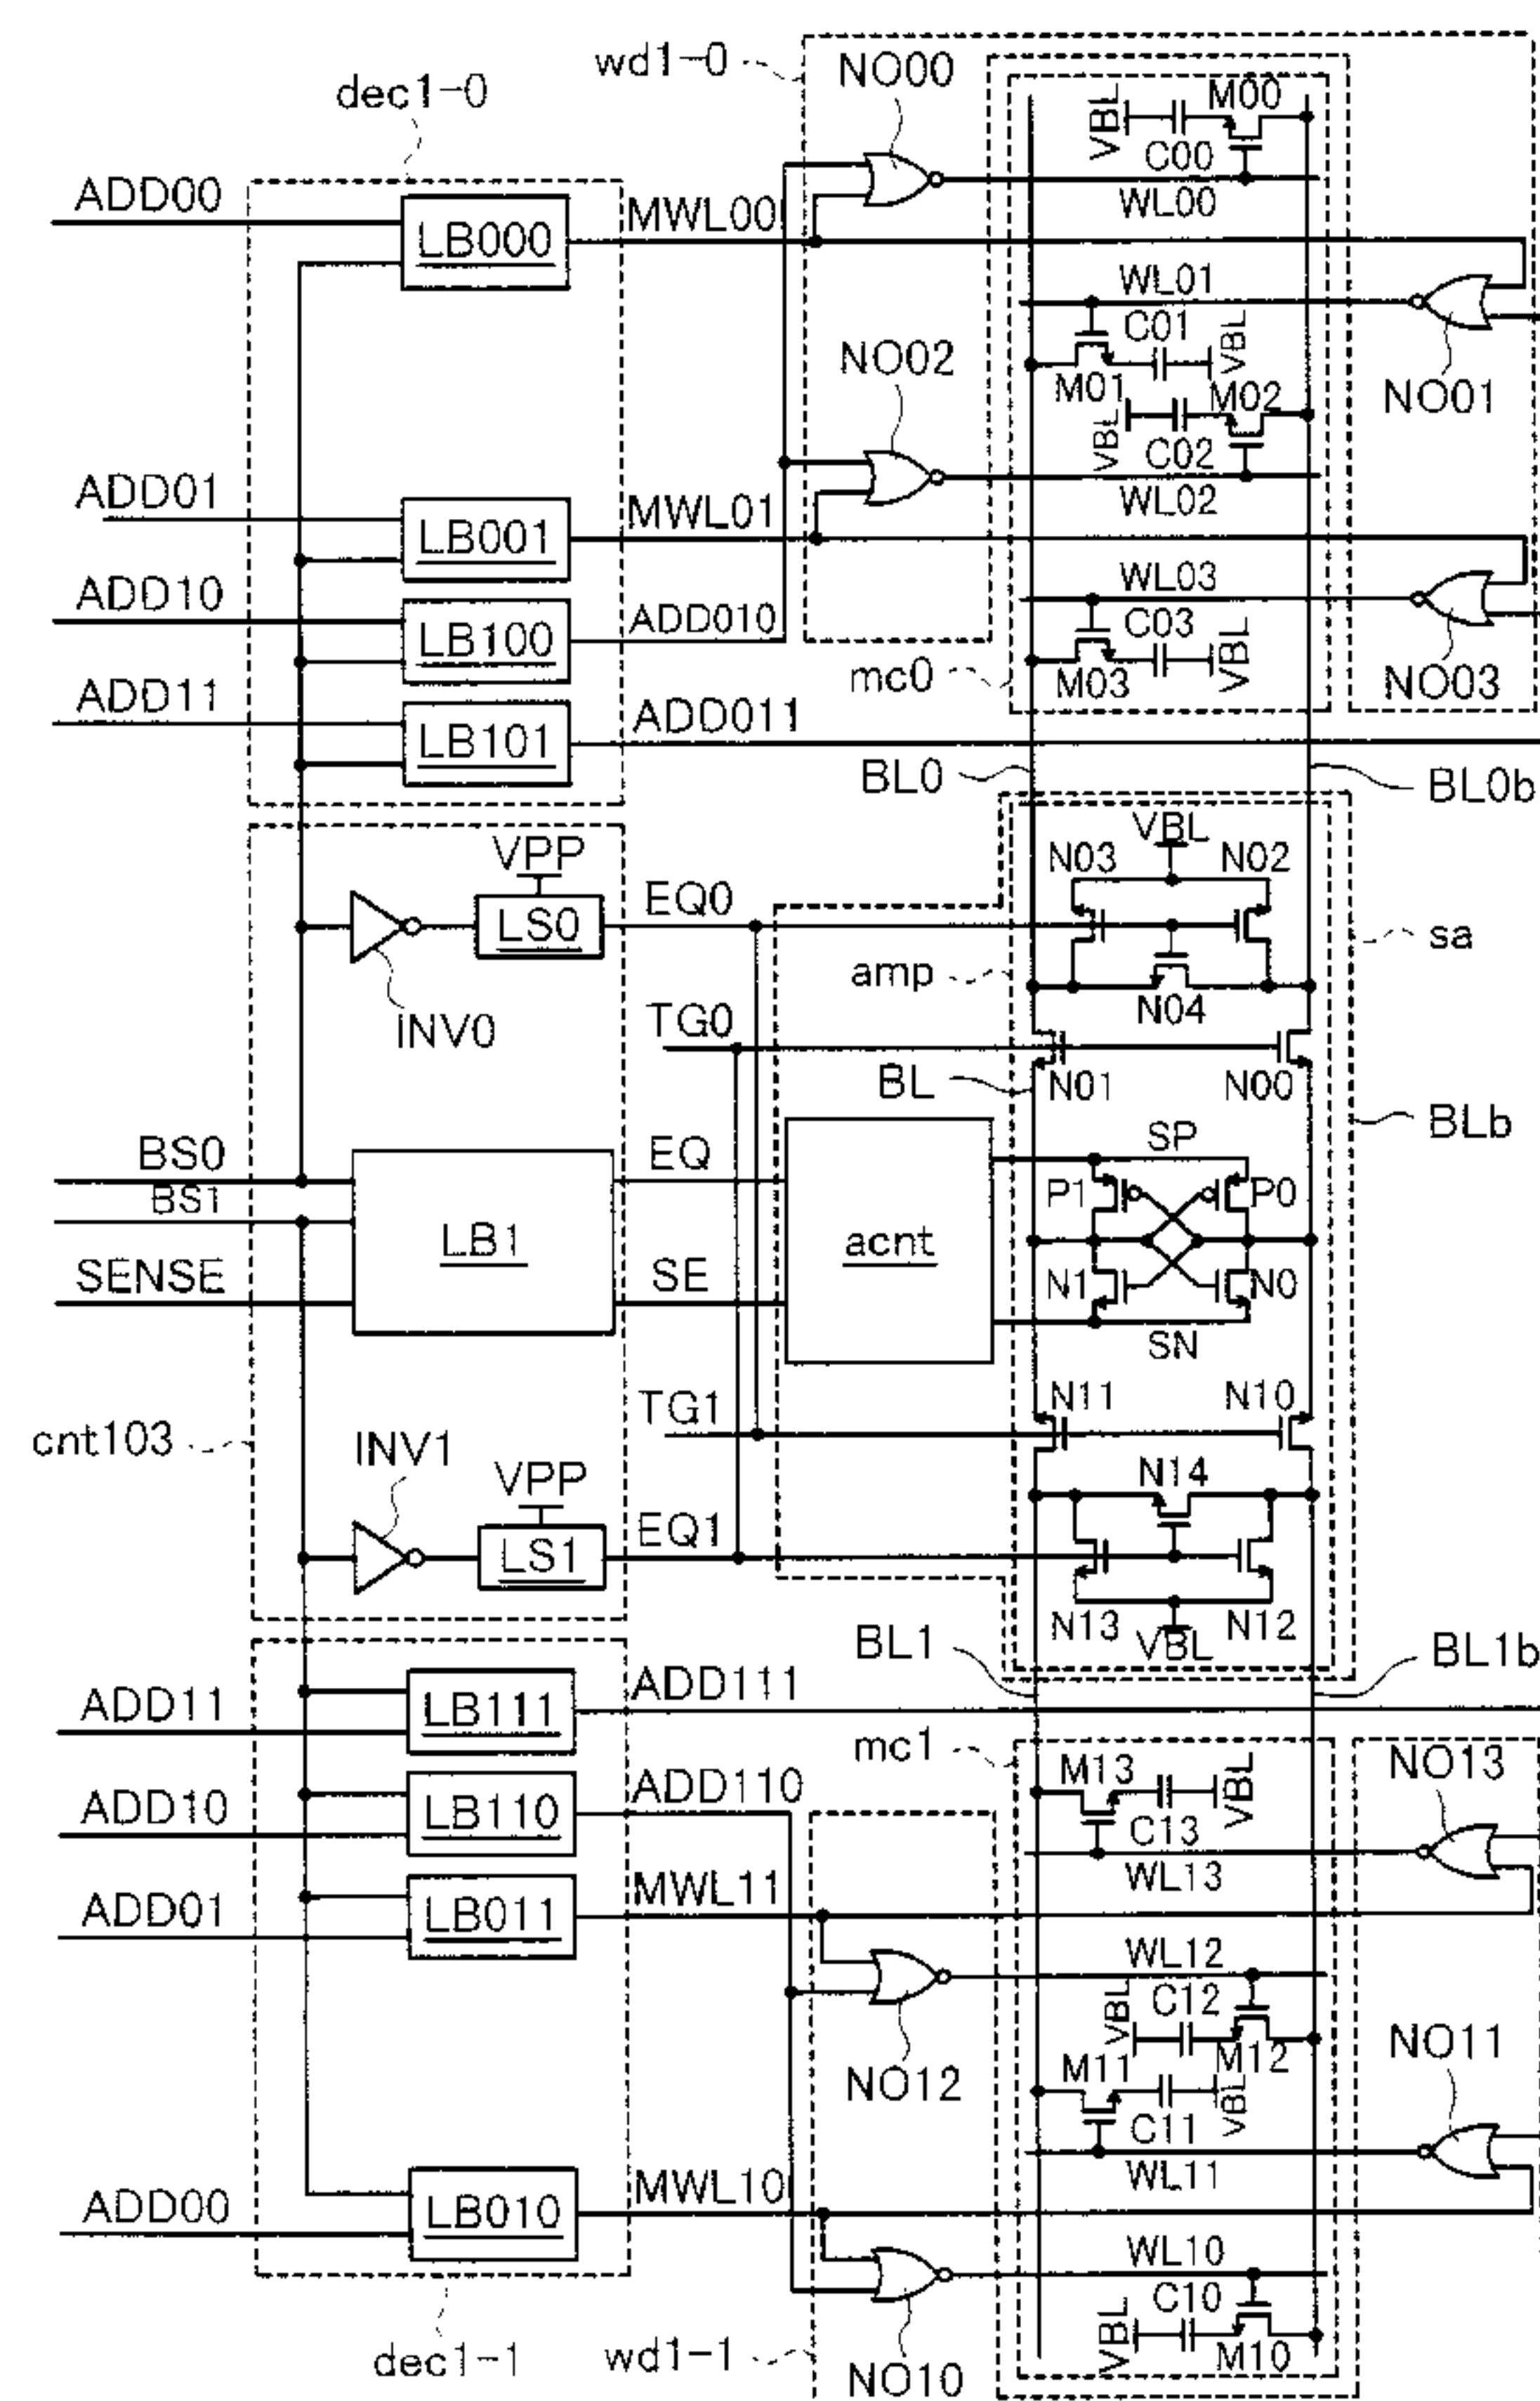 wd1-0
NO00
dec1-0
VBL
M00
C00
ADD00
LB000
MWL00
WL00
WL01
C01
VBL
NO02
M01
M02
NO01
VBL
C02
ADD01
LB001
MWL01
WL02
ADD10
LB100
ADD010
WL03
C03
VBL
mc0
M03
NO03
ADD11
LB101
ADD011
BL0
BL0b
VPP
VBL
N03
N02
LS0
EQ0
sa
amp
INV0
N04
TG0
BL
N01
N00
BLb
BS0
EQ
SP
BS1
P1
P0
LB1
acnt
SENSE
SE
N1
N0
SN
TG1
N11
N10
cnt103
INV1
VPP
N14
LS1
EQ1
N13
VBL
N12
BL1
BL1b
ADD11
LB111
ADD111
mc1
M13
VBL
NO13
ADD10
LB110
ADD110
C13
WL13
ADD01
LB011
MWL11
WL12
VBL
C12
NO12
M11
M12
NO11
C11
VBL
WL11
ADD00
LB010
MWL10
WL10
C10
VBL
M10
dec1-1
wd1-1
NO10